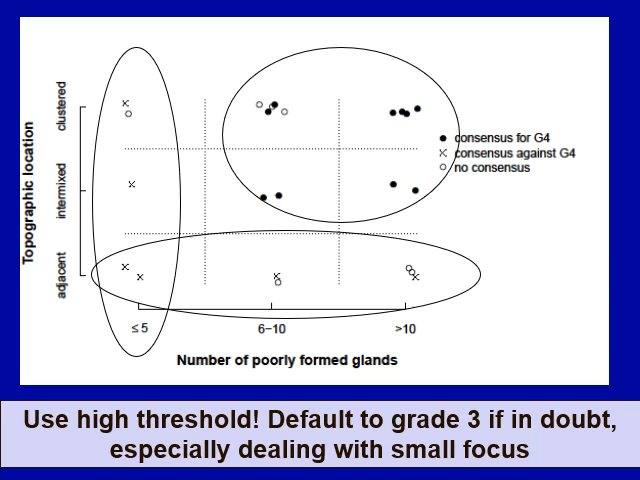 clustered
intermixed
adjacent
Topographic location
consensus for G4
consensus against G4
no consensus
≤ 5
6−10
>10
Number of poorly formed glands
Use high threshold! Default to grade 3 if in doubt,
especially dealing with small focus